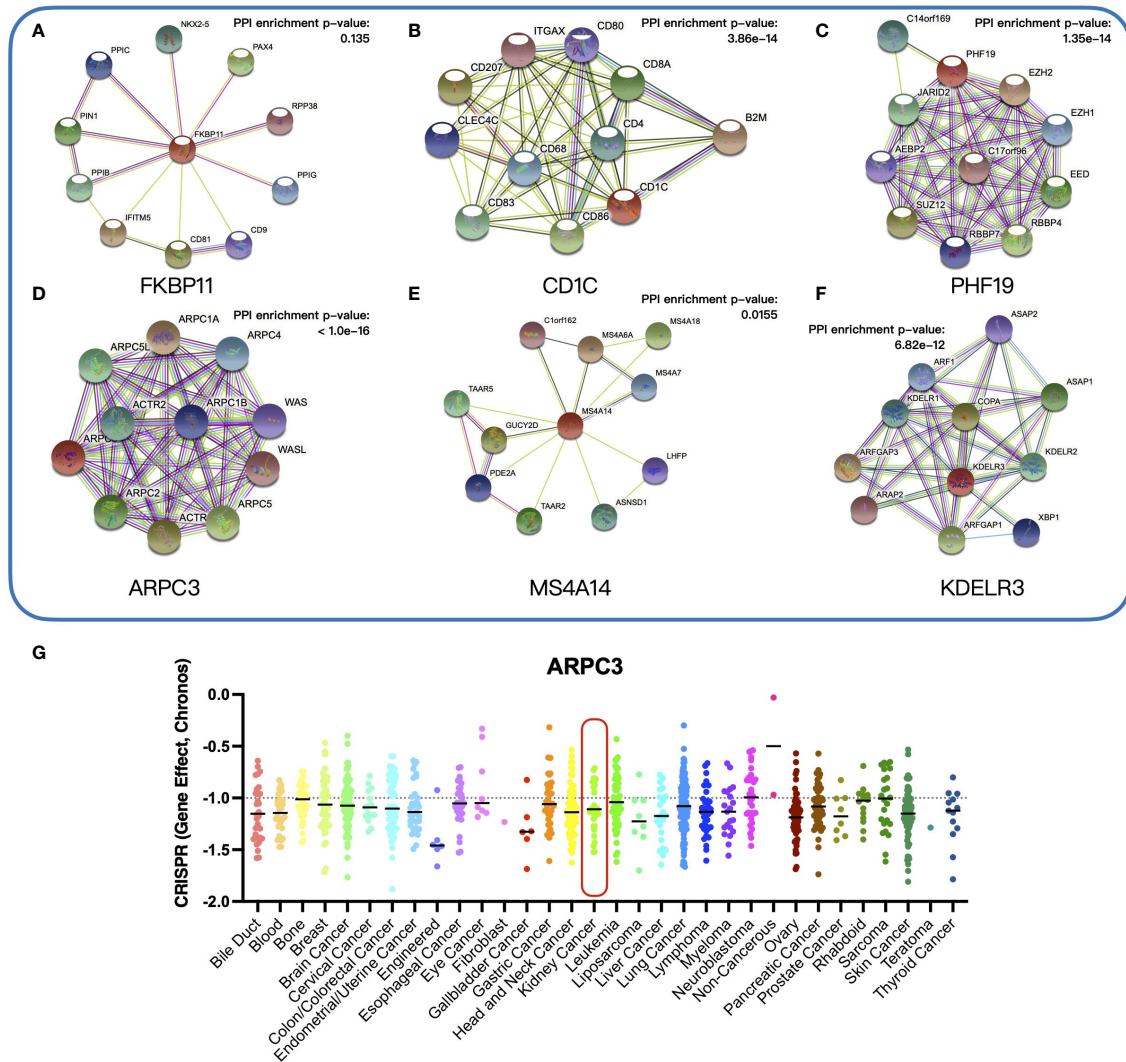 A
PPI enrichment p-value:
0.135
NKX2-5
PPIC
PAX4
PIN1
RPP38
FKBP11
PPIB
PPIG
IFITM5
CD81
CD9
FKBP11
B
PPI enrichment p-value:
3.86e-14
ITGAX
CD80
CD207
CD8A
CLEC4C
CD4
B2M
CD68
CD1C
CD83
CD86
CD1C
C
PPI enrichment p-value:
1.35e-14
C14orf169
PHF19
EZH2
JARID2
EZH1
AEBP2
C17orf96
EED
SUZ12
RBBP4
RBBP7
PHF19
D
PPI enrichment p-value:
< 1.0e-16
ARPC1A
ARPC5L
ARPC4
ACTR2
ARPC1B
WAS
WASL
ARPC2
ARPC5
ACTR
ARPC3
E
PPI enrichment p-value:
0.0155
C1orf162
MS4A6A
MS4A18
MS4A7
TAAR5
GUCY2D
MS4A14
PDE2A
LHFP
TAAR2
ASNSD1
MS4A14
F
PPI enrichment p-value:
6.82e-12
ASAP2
ARF1
KDELR1
COPA
ASAP1
ARFGAP3
KDELR3
KDELR2
ARAP2
ARFGAP1
XBP1
KDELR3
G
ARPC3
CRISPR (Gene Effect, Chronos)
0.0
-0.5
-1.0
-1.5
-2.0
Bile Duct
Blood
Bone
Breast
Brain Cancer
Cervical Cancer
Colon/Colorectal Cancer
Endometrial/Uterine Cancer
Engineered
Esophageal Cancer
Eye Cancer
Fibroblast
Gallbladder Cancer
Gastric Cancer
Head and Neck Cancer
Kidney Cancer
Leukemia
Liposarcoma
Liver Cancer
Lung Cancer
Lymphoma
Myeloma
Neuroblastoma
Non-Cancerous
Ovary
Pancreatic Cancer
Prostate Cancer
Rhabdoid
Sarcoma
Skin Cancer
Teratoma
Thyroid Cancer